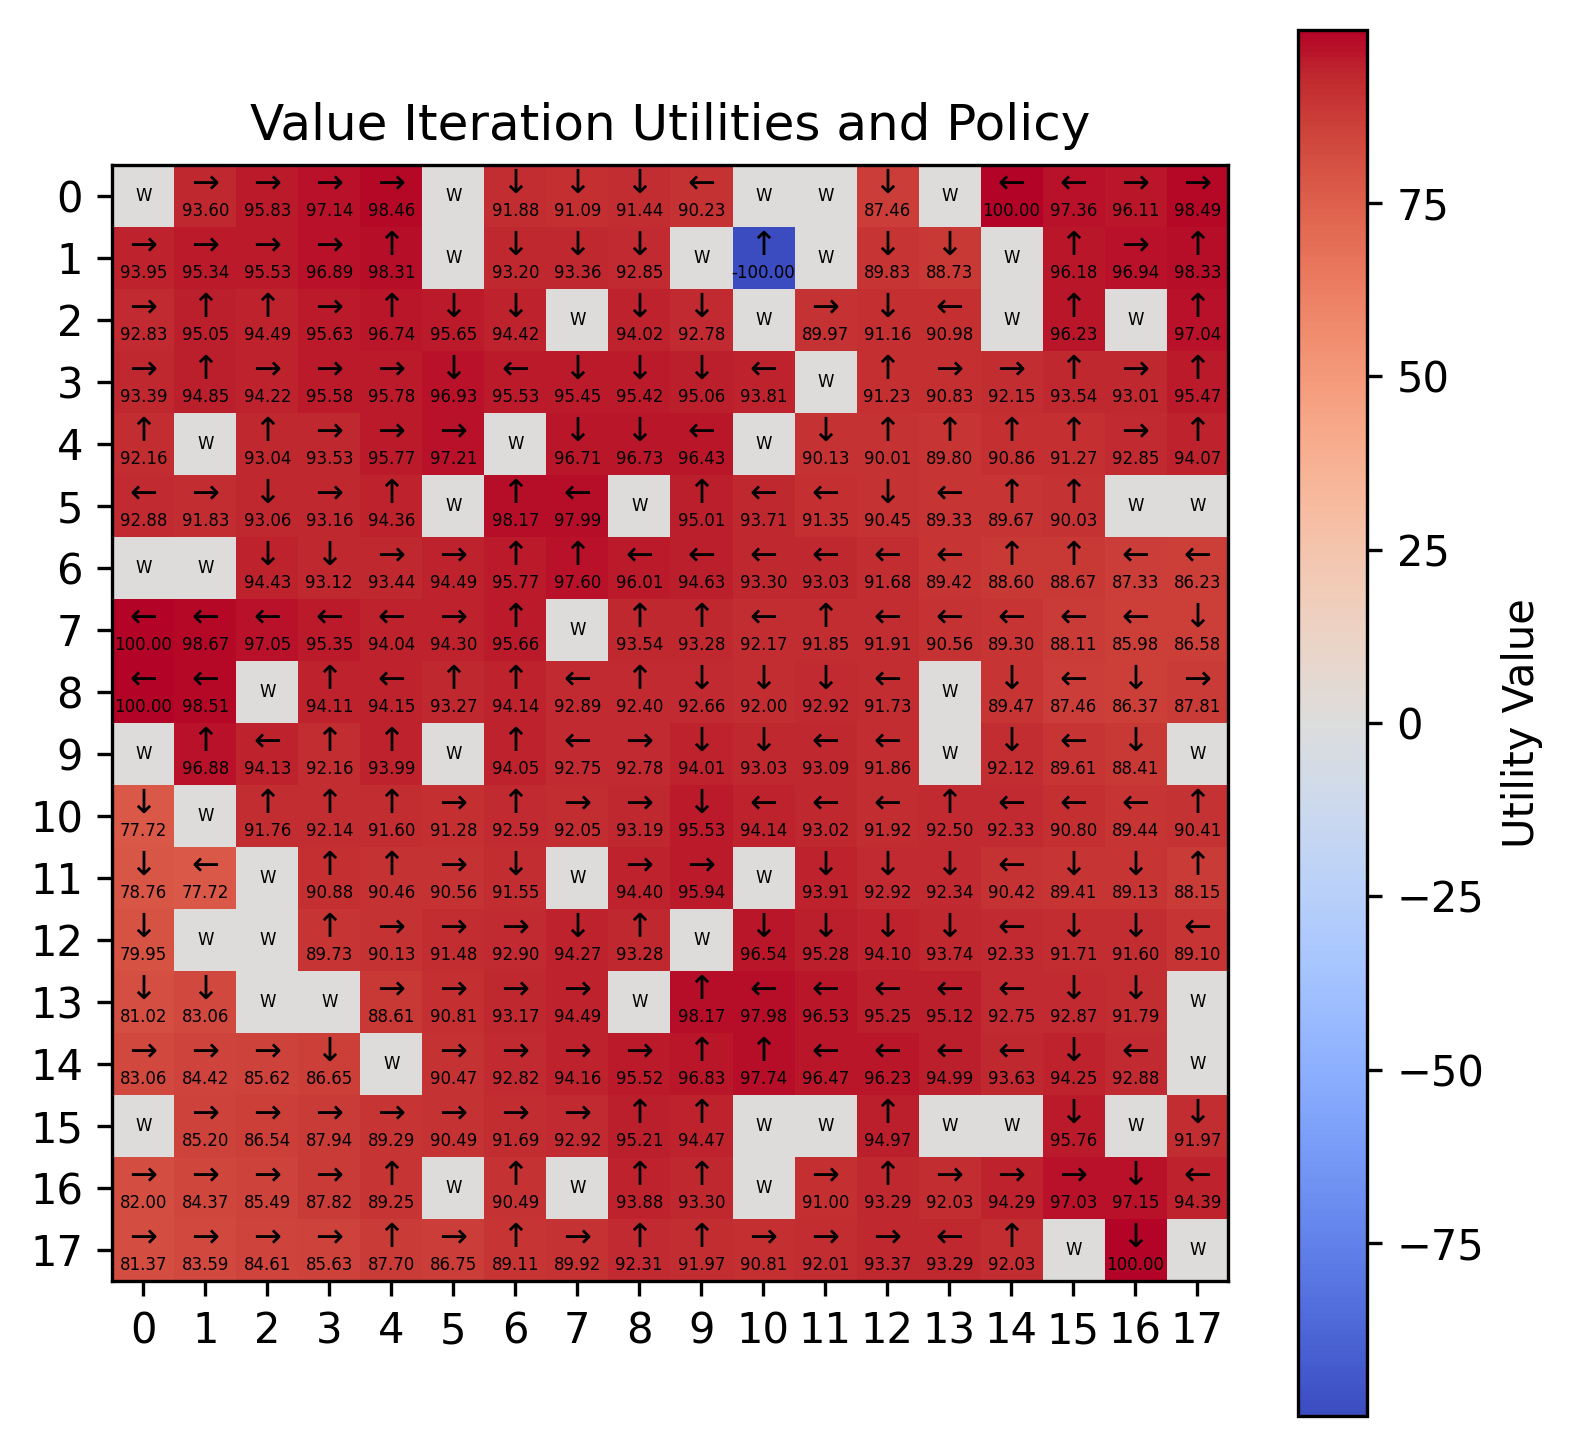 Value Iteration Utilities and Policy
0 W → → → → W ↓ ↓ ↓ ← W W ↓ W ← ← → →
93.60 95.83 97.14 98.46 91.88 91.09 91.44 90.23 87.46 100.00 97.36 96.11 98.49
1 → → → → ↑ W ↓ ↓ ↓ W ↑ W ↓ ↓ W ↑ → ↑
93.95 95.34 95.53 96.89 98.31 93.20 93.36 92.85 -100.00 89.83 88.73 96.18 96.94 98.33
2 → ↑ ↑ → ↑ ↓ ↓ W ↓ ↓ W → ↓ ← W ↑ W ↑
92.83 95.05 94.49 95.63 96.74 95.65 94.42 94.02 92.78 89.97 91.16 90.98 96.23 97.04
3 → ↑ → → → ↓ ← ↓ ↓ ↓ ← W ↑ → → ↑ → ↑
93.39 94.85 94.22 95.58 95.78 96.93 95.53 95.45 95.42 95.06 93.81 91.23 90.83 92.15 93.54 93.01 95.47
4 ↑ W ↑ → → → W ↓ ↓ ← W ↓ ↑ ↑ ↑ ↑ → ↑
92.16 93.04 93.53 95.77 97.21 96.71 96.73 96.43 90.13 90.01 89.80 90.86 91.27 92.85 94.07
5 ← → ↓ → ↑ W ↑ ← W ↑ ← ← ↓ ← ↑ ↑ W W
92.88 91.83 93.06 93.16 94.36 98.17 97.99 95.01 93.71 91.35 90.45 89.33 89.67 90.03
6 W W ↓ ↓ → → ↑ ↑ ← ← ← ← ← ← ↑ ↑ ← ←
94.43 93.12 93.44 94.49 95.77 97.60 96.01 94.63 93.30 93.03 91.68 89.42 88.60 88.67 87.33 86.23
7 ← ← ← ← ← → ↑ W ↑ ↑ ← ↑ ← ← ← ← ← ↓
100.00 98.67 97.05 95.35 94.04 94.30 95.66 93.54 93.28 92.17 91.85 91.91 90.56 89.30 88.11 85.98 86.58
8 ← ← W ↑ ← ↑ ↑ ← ↑ ↓ ↓ ↓ ← W ↓ ← ↓ →
100.00 98.51 94.11 94.15 93.27 94.14 92.89 92.40 92.66 92.00 92.92 91.73 89.47 87.46 86.37 87.81
9 W ↑ ← ↑ ↑ W ↑ ← → ↓ ↓ ← ← W ↓ ← ↓ W
96.88 94.13 92.16 93.99 94.05 92.75 92.78 94.01 93.03 93.09 91.86 92.12 89.61 88.41
10 ↓ W ↑ ↑ ↑ → ↑ → → ↓ ← ← ← ↑ ← ← ← ↑
77.72 91.76 92.14 91.60 91.28 92.59 92.05 93.19 95.53 94.14 93.02 91.92 92.50 92.33 90.80 89.44 90.41
11 ↓ ← W ↑ ↑ → ↓ W → → W ↓ ↓ ↓ ← ↓ ↓ ↑
78.76 77.72 90.88 90.46 90.56 91.55 94.40 95.94 93.91 92.92 92.34 90.42 89.41 89.13 88.15
12 ↓ W W ↑ → → → ↓ ↑ W ↓ ↓ ↓ ↓ ← ↓ ↓ ←
79.95 89.73 90.13 91.48 92.90 94.27 93.28 96.54 95.28 94.10 93.74 92.33 91.71 91.60 89.10
13 ↓ ↓ W W → → → → W ↑ ← ← ← ← ← ↓ ↓ W
81.02 83.06 88.61 90.81 93.17 94.49 98.17 97.98 96.53 95.25 95.12 92.75 92.87 91.79
14 → → → ↓ W → → → → ↑ ↑ ← ← ← ← ↓ ← W
83.06 84.42 85.62 86.65 90.47 92.82 94.16 95.52 96.83 97.74 96.47 96.23 94.99 93.63 94.25 92.88
15 W → → → → → → → ↑ ↑ W W ↑ W W ↓ W ↓
85.20 86.54 87.94 89.29 90.49 91.69 92.92 95.21 94.47 94.97 95.76 91.97
16 → → → → ↑ W ↑ W ↑ ↑ W → ↑ → → → ↓ ←
82.00 84.37 85.49 87.82 89.25 90.49 93.88 93.30 91.00 93.29 92.03 94.29 97.03 97.15 94.39
17 → → → → ↑ → ↑ → ↑ ↑ → → → ← ↑ W ↓ W
81.37 83.59 84.61 85.63 87.70 86.75 89.11 89.92 92.31 91.97 90.81 92.01 93.37 93.29 92.03 100.00
0 1 2 3 4 5 6 7 8 9 10 11 12 13 14 15 16 17
75
50
25
0
−25
−50
−75
Utility Value